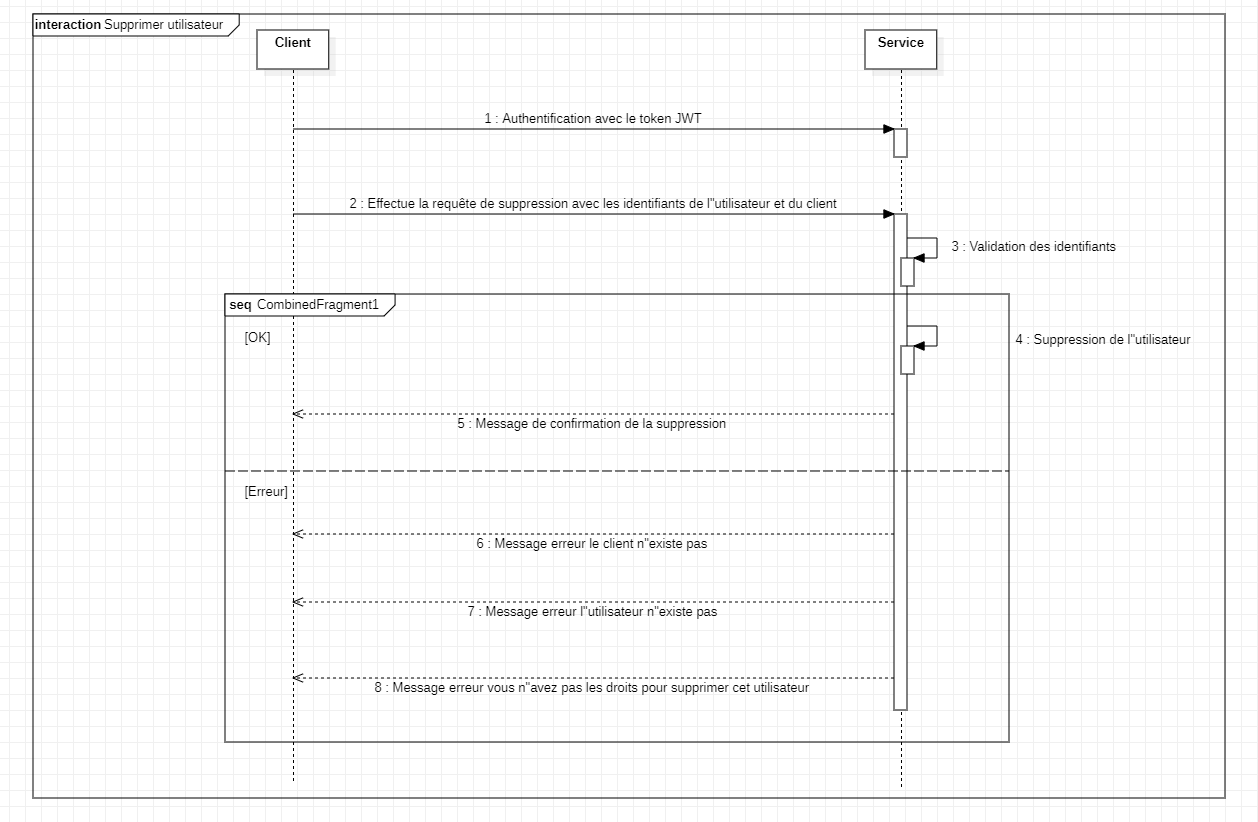 interaction Supprimer utilisateur
Client
Service
1 : Authentification avec le token JWT
2 : Effectue la requête de suppression avec les identifiants de l"utilisateur et du client
3 : Validation des identifiants
seq CombinedFragment1
[OK]
4 : Suppression de l"utilisateur
5 : Message de confirmation de la suppression
[Erreur]
6 : Message erreur le client n"existe pas
7 : Message erreur l"utilisateur n"existe pas
8 : Message erreur vous n"avez pas les droits pour supprimer cet utilisateur